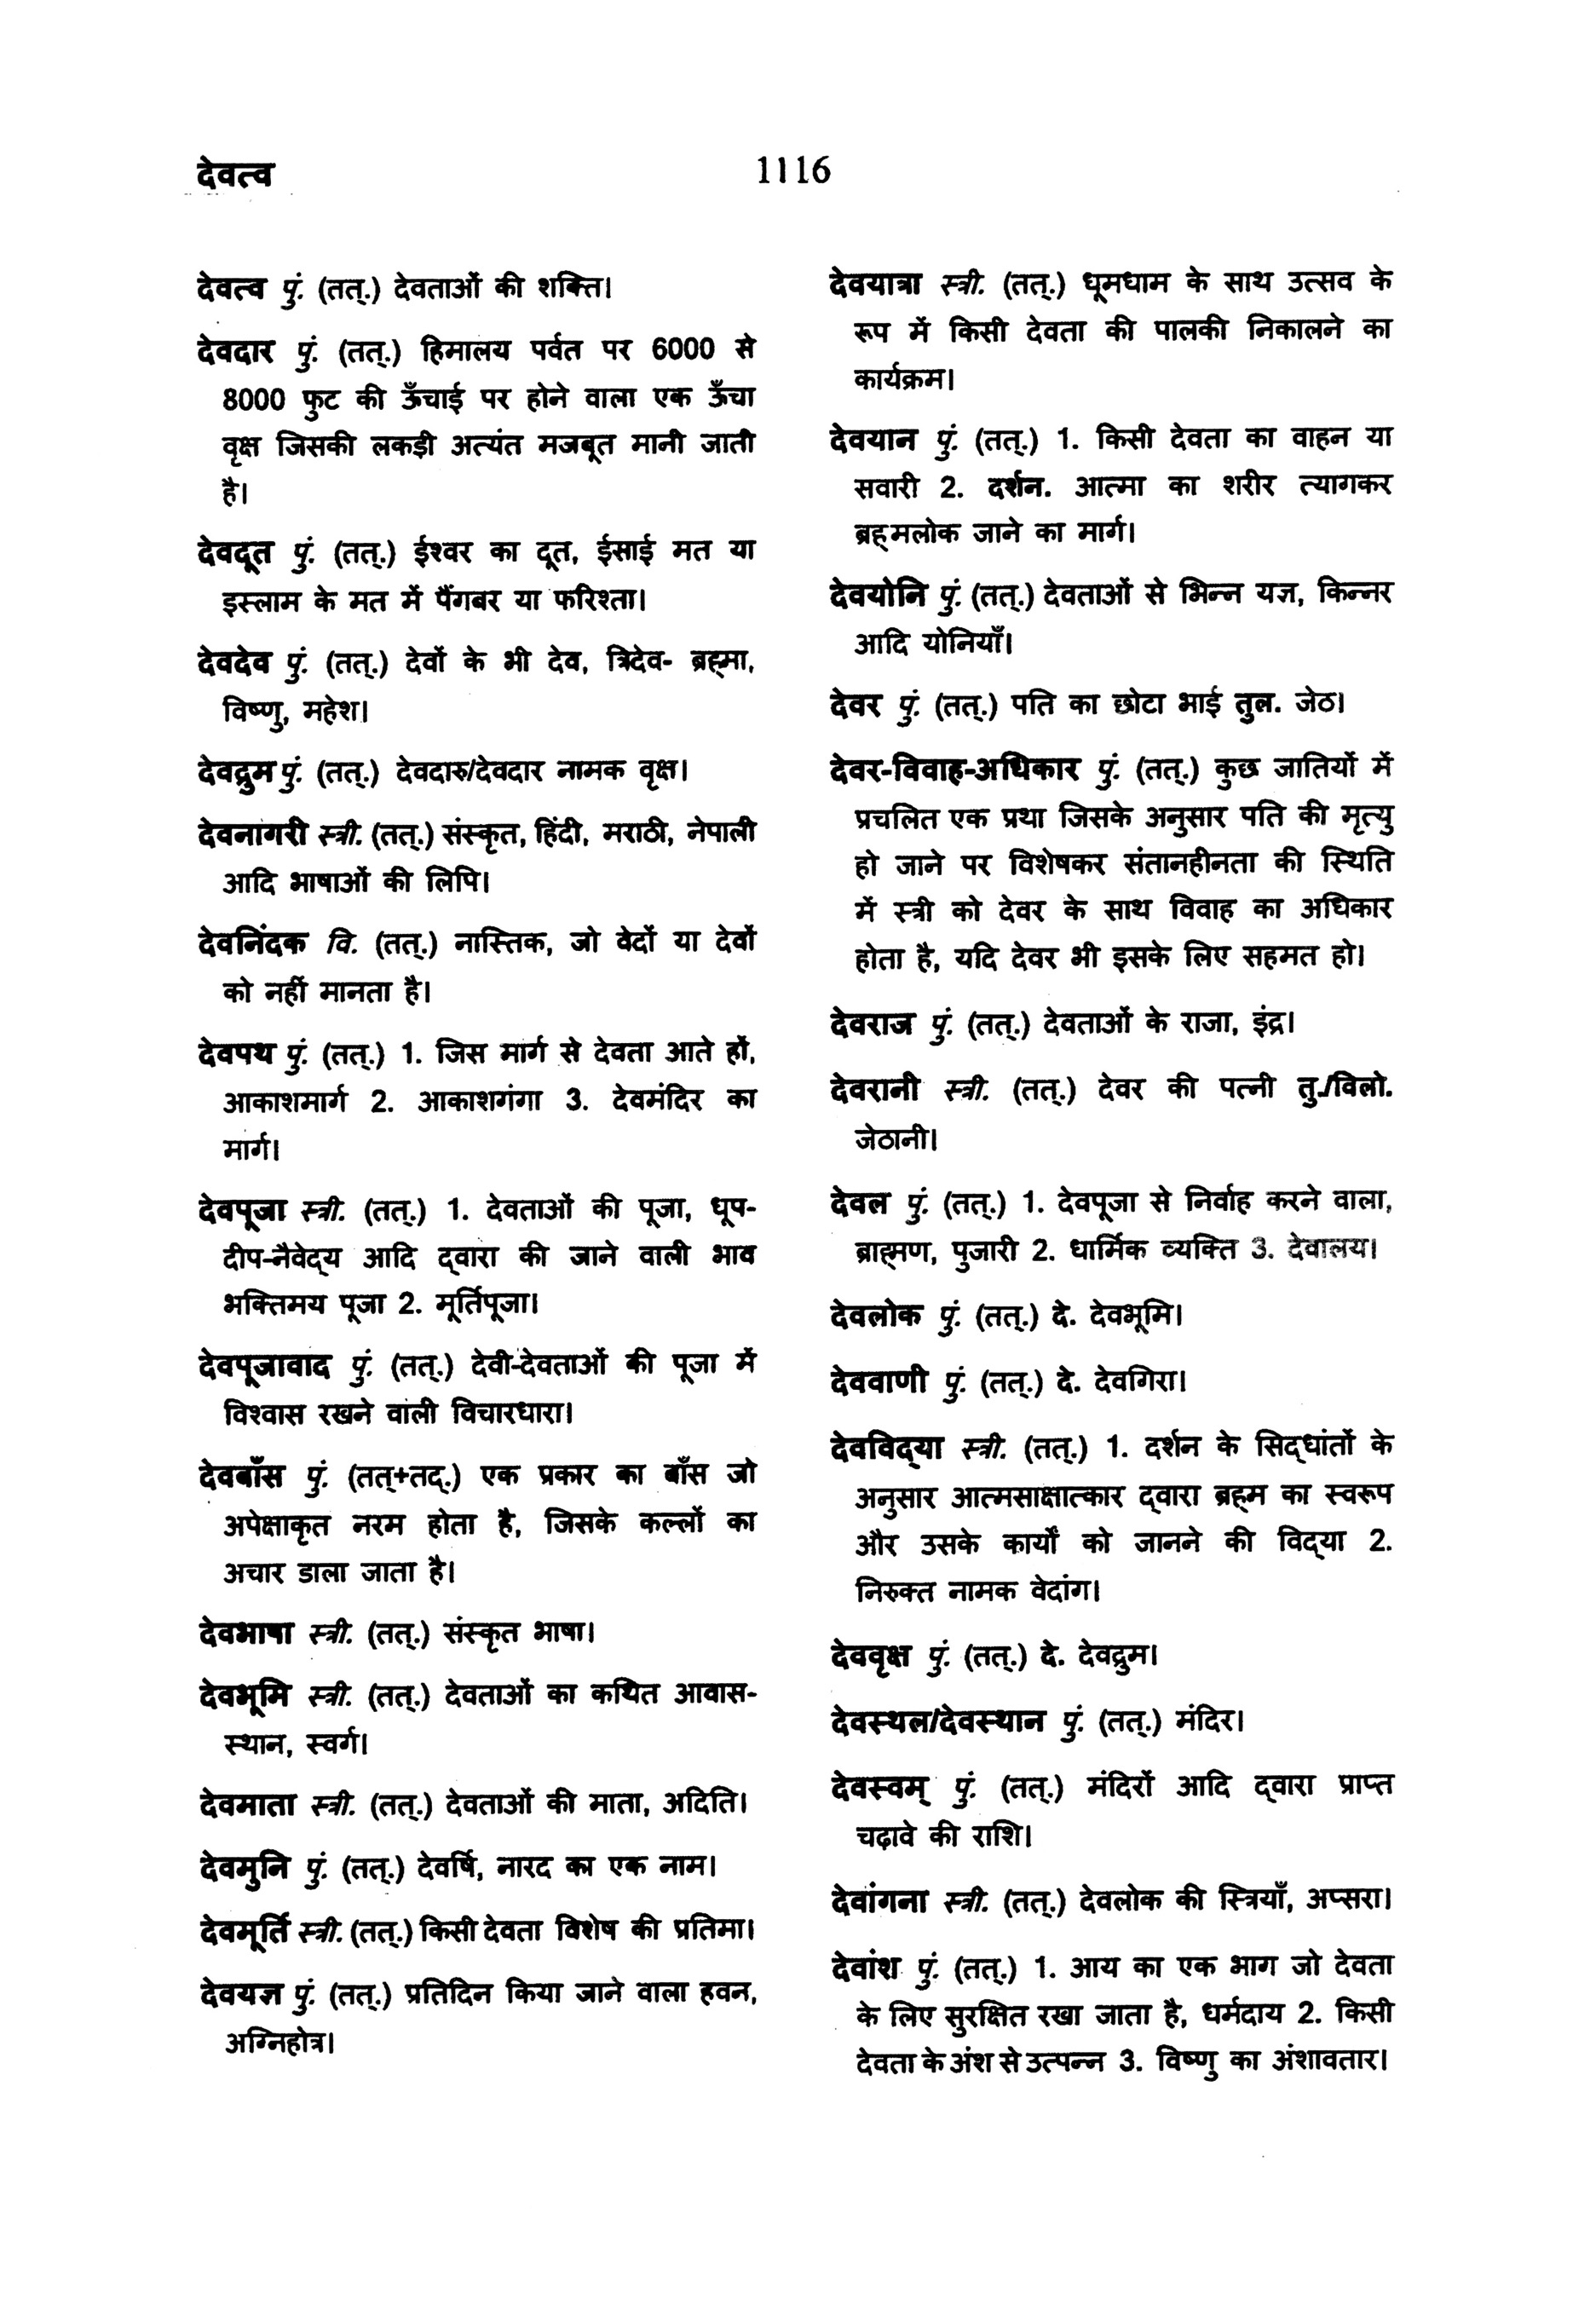 देवत्व
1116
देवत्व पुं. (तत्.) देवताओं की शक्ति।
देवदार पुं. (तत्.) हिमालय पर्वत पर 6000 से
8000 फुट की ऊँचाई पर होने वाला एक ऊँचा
वृक्ष जिसकी लकड़ी अत्यंत मजबूत मानी जाती
है।
देवदूत पुं. (तत्.) ईश्वर का दूत, ईसाई मत या
इस्लाम के मत में पैंगबर या फरिश्ता।
देवदेव पुं. (तत्.) देवों के भी देव, त्रिदेव- ब्रह्मा,
विष्णु, महेश।
देवद्रुम पुं. (तत्.) देवदारु/देवदार नामक वृक्ष।
देवनागरी स्त्री. (तत्.) संस्कृत, हिंदी, मराठी, नेपाली
आदि भाषाओं की लिपि।
देवनिंदक वि. (तत्.) नास्तिक, जो वेदों या देवों
को नहीं मानता है।
देवपथ पुं. (तत्.) 1. जिस मार्ग से देवता आते हों,
आकाशमार्ग 2. आकाशगंगा 3. देवमंदिर का
मार्ग।
देवपूजा स्त्री. (तत्.) 1. देवताओं की पूजा, धूप-
दीप-नैवेद्य आदि द्वारा की जाने वाली भाव
भक्तिमय पूजा 2. मूर्तिपूजा।
देवपूजावाद पुं. (तत्.) देवी-देवताओं की पूजा में
विश्वास रखने वाली विचारधारा।
देवबाँस पुं. (तत्+तद्.) एक प्रकार का बाँस जो
अपेक्षाकृत नरम होता है, जिसके कल्लों का
अचार डाला जाता है।
देवभाषा स्त्री. (तत्.) संस्कृत भाषा।
देवभूमि स्त्री. (तत्.) देवताओं का कथित आवास-
स्थान, स्वर्ग।
देवमाता स्त्री. (तत्.) देवताओं की माता, अदिति।
देवमुनि पुं. (तत्.) देवर्षि, नारद का एक नाम।
देवमूर्ति स्त्री. (तत्.) किसी देवता विशेष की प्रतिमा।
देवयज्ञ पुं. (तत्.) प्रतिदिन किया जाने वाला हवन,
अग्निहोत्र।
देवयात्रा स्त्री. (तत्.) धूमधाम के साथ उत्सव के
रूप में किसी देवता की पालकी निकालने का
कार्यक्रम।
देवयान पुं. (तत्.) 1. किसी देवता का वाहन या
सवारी 2. दर्शन. आत्मा का शरीर त्यागकर
ब्रह्मलोक जाने का मार्ग।
देवयोनि पुं. (तत्.) देवताओं से भिन्न यज्ञ, किन्नर
आदि योनियाँ।
देवर पुं. (तत्.) पति का छोटा भाई तुल. जेठ।
देवर-विवाह-अधिकार पुं. (तत्.) कुछ जातियों में
प्रचलित एक प्रथा जिसके अनुसार पति की मृत्यु
हो जाने पर विशेषकर संतानहीनता की स्थिति
में स्त्री को देवर के साथ विवाह का अधिकार
होता है, यदि देवर भी इसके लिए सहमत हो।
देवराज पुं. (तत्.) देवताओं के राजा, इंद्र।
देवरानी स्त्री. (तत्.) देवर की पत्नी तु./विलो.
जेठानी।
देवल पुं. (तत्.) 1. देवपूजा से निर्वाह करने वाला,
ब्राह्मण, पुजारी 2. धार्मिक व्यक्ति 3. देवालय।
देवलोक पुं. (तत्.) दे. देवभूमि।
देववाणी पुं. (तत्.) दे. देवगिरा।
देवविद्या स्त्री. (तत्.) 1. दर्शन के सिद्धांतों के
अनुसार आत्मसाक्षात्कार द्वारा ब्रह्म का स्वरूप
और उसके कार्यों को जानने की विद्या 2.
निरुक्त नामक वेदांग।
देववृक्ष पुं. (तत्.) दे. देवद्रुम।
देवस्थल/देवस्थान पुं. (तत्.) मंदिर।
देवस्वम् पुं. (तत्.) मंदिरों आदि द्वारा प्राप्त
चढ़ावे की राशि।
देवांगना स्त्री. (तत्.) देवलोक की स्त्रियाँ, अप्सरा।
देवांश पुं. (तत्.) 1. आय का एक भाग जो देवता
के लिए सुरक्षित रखा जाता है, धर्मदाय 2. किसी
देवता के अंश से उत्पन्न 3. विष्णु का अंशावतार।